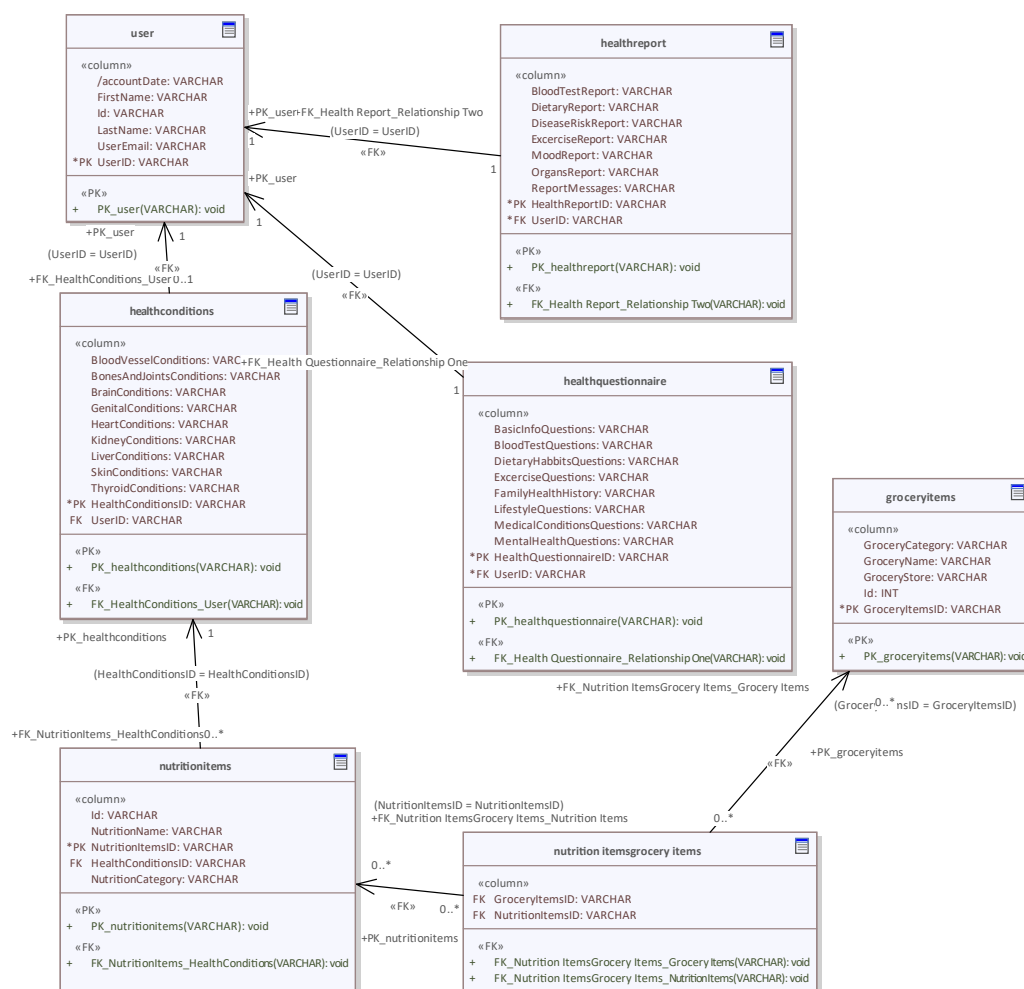 user
«column»
/accountDate: VARCHAR
FirstName: VARCHAR
Id: VARCHAR
LastName: VARCHAR
UserEmail: VARCHAR
*PK UserID: VARCHAR
«PK»
+ PK_user(VARCHAR): void
healthreport
«column»
BloodTestReport: VARCHAR
DietaryReport: VARCHAR
DiseaseRiskReport: VARCHAR
ExcerciseReport: VARCHAR
MoodReport: VARCHAR
OrgansReport: VARCHAR
ReportMessages: VARCHAR
*PK HealthReportID: VARCHAR
*FK UserID: VARCHAR
«PK»
+ PK_healthreport(VARCHAR): void
«FK»
+ FK_Health Report_Relationship Two(VARCHAR): void
+PK_user
+FK_Health Report_Relationship Two
(UserID = UserID)
1
«FK»
1
+PK_user
1
(UserID = UserID)
«FK»
+FK_Health Questionnaire_Relationship One
1
+PK_user
1
(UserID = UserID)
«FK»
+FK_HealthConditions_User
0..1
healthconditions
«column»
BloodVesselConditions: VARC
BonesAndJointsConditions: VARCHAR
BrainConditions: VARCHAR
GenitalConditions: VARCHAR
HeartConditions: VARCHAR
KidneyConditions: VARCHAR
LiverConditions: VARCHAR
SkinConditions: VARCHAR
ThyroidConditions: VARCHAR
*PK HealthConditionsID: VARCHAR
FK UserID: VARCHAR
«PK»
+ PK_healthconditions(VARCHAR): void
«FK»
+ FK_HealthConditions_User(VARCHAR): void
healthquestionnaire
«column»
BasicInfoQuestions: VARCHAR
BloodTestQuestions: VARCHAR
DietaryHabbitsQuestions: VARCHAR
ExcerciseQuestions: VARCHAR
FamilyHealthHistory: VARCHAR
LifestyleQuestions: VARCHAR
MedicalConditionsQuestions: VARCHAR
MentalHealthQuestions: VARCHAR
*PK HealthQuestionnaireID: VARCHAR
*FK UserID: VARCHAR
«PK»
+ PK_healthquestionnaire(VARCHAR): void
«FK»
+ FK_Health Questionnaire_Relationship One(VARCHAR): void
groceryitems
«column»
GroceryCategory: VARCHAR
GroceryName: VARCHAR
GroceryStore: VARCHAR
Id: INT
*PK GroceryItemsID: VARCHAR
«PK»
+ PK_groceryitems(VARCHAR): void
+PK_healthconditions
1
(HealthConditionsID = HealthConditionsID)
«FK»
+FK_NutritionItems_HealthConditions
0..*
+FK_Nutrition ItemsGrocery Items_Grocery Items
0..*
= GroceryItemsID)
+PK_groceryitems
«FK»
0..*
nutritionitems
«column»
Id: VARCHAR
NutritionName: VARCHAR
*PK NutritionItemsID: VARCHAR
FK HealthConditionsID: VARCHAR
NutritionCategory: VARCHAR
«PK»
+ PK_nutritionitems(VARCHAR): void
«FK»
+ FK_NutritionItems_HealthConditions(VARCHAR): void
(NutritionItemsID = NutritionItemsID)
+FK_Nutrition ItemsGrocery Items_Nutrition Items
0..*
«FK»
0..*
+PK_nutritionitems
nutrition itemsgrocery items
«column»
FK GroceryItemsID: VARCHAR
FK NutritionItemsID: VARCHAR
«FK»
+ FK_Nutrition ItemsGrocery Items_Grocery Items(VARCHAR): void
+ FK_Nutrition ItemsGrocery Items_Nutrition Items(VARCHAR): void